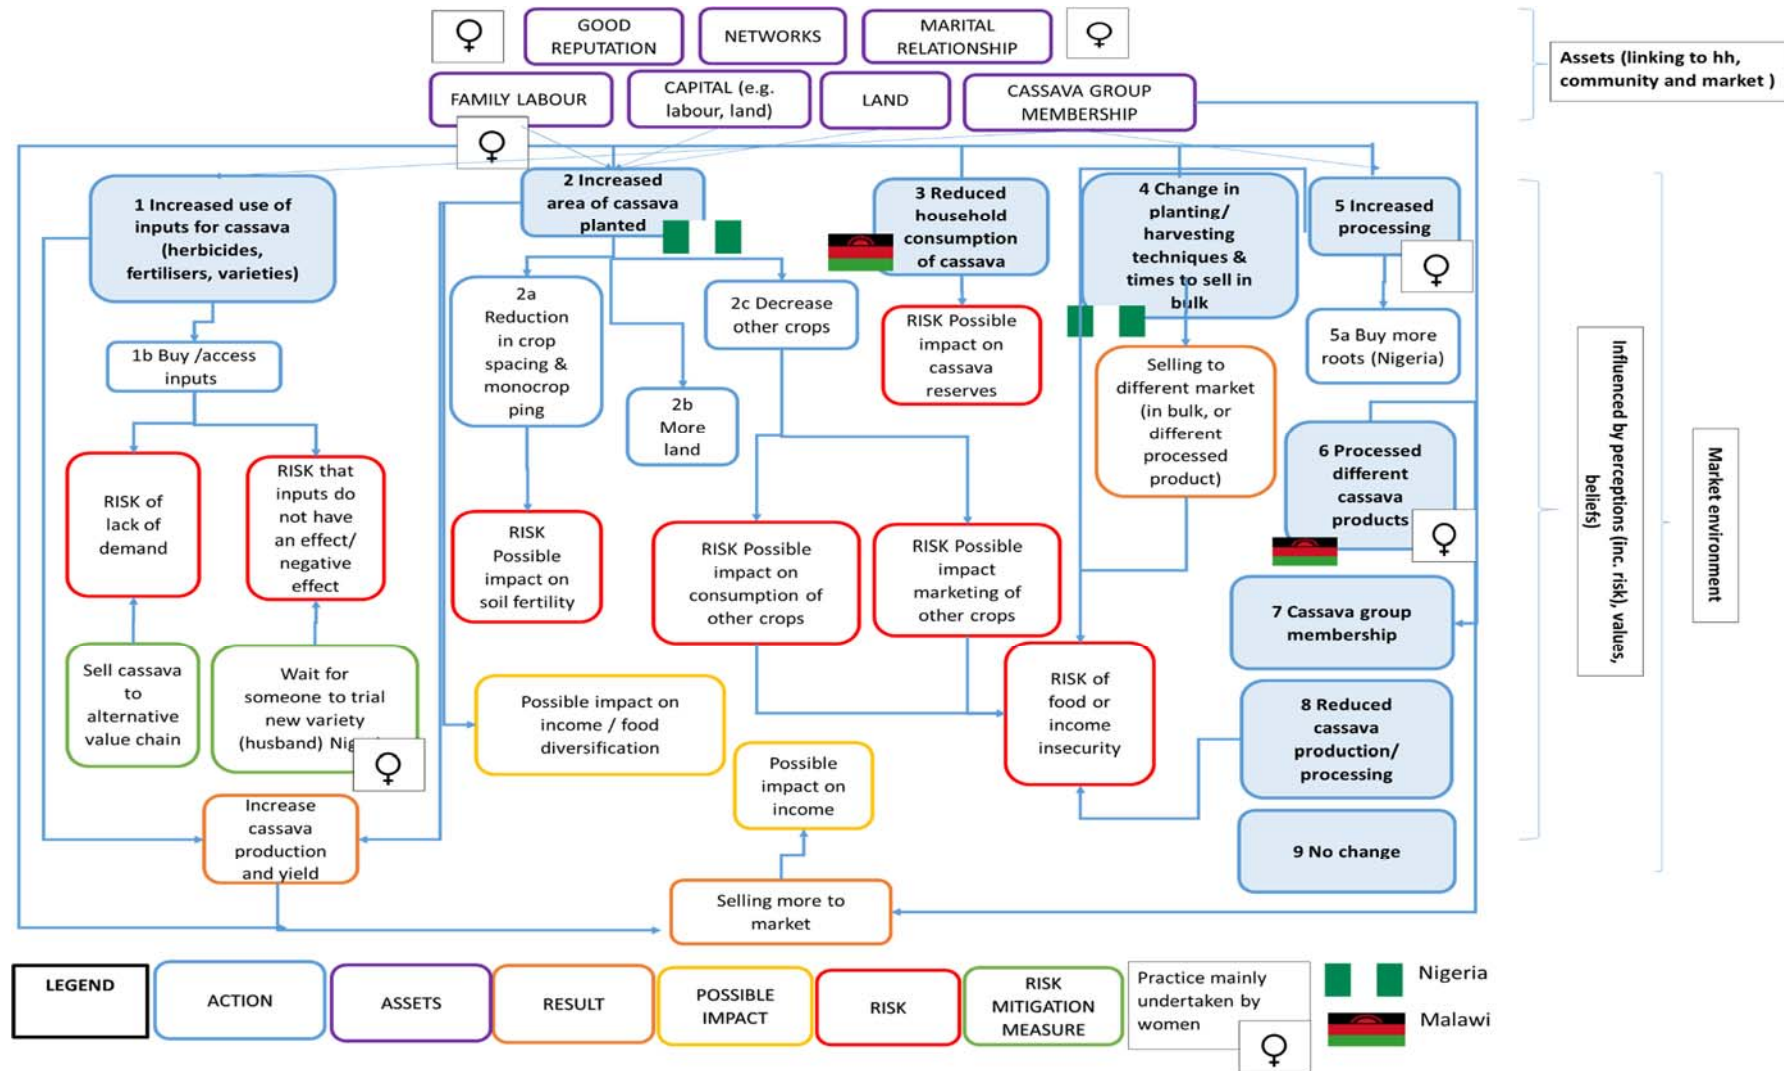 GOOD
REPUTATION
NETWORKS
MARITAL
RELATIONSHIP
Assets (linking to hh,
community and market )
FAMILY LABOUR
CAPITAL (e.g.
labour, land)
LAND
CASSAVA GROUP
MEMBERSHIP
1 Increased use of
inputs for cassava
(herbicides,
fertilisers, varieties)
2 Increased
area of cassava
planted
3 Reduced
household
consumption
of cassava
4 Change in
planting/
harvesting
techniques &
times to sell in
bulk
5 Increased
processing
1b Buy /access
inputs
2a
Reduction
in crop
spacing &
monocrop
ping
2b
More
land
2c Decrease
other crops
RISK Possible
impact on
cassava
reserves
Selling to
different market
(in bulk, or
different
processed
product)
5a Buy more
roots (Nigeria)
6 Processed
different
cassava
products
RISK of
lack of
demand
RISK that
inputs do
not have
an effect/
negative
effect
RISK
Possible
impact on
soil fertility
RISK Possible
impact on
consumption of
other crops
RISK Possible
impact
marketing of
other crops
7 Cassava group
membership
Sell cassava
to
alternative
value chain
Wait for
someone to trial
new variety
(husband)
Possible impact on
income / food
diversification
RISK of
food or
income
insecurity
8 Reduced
cassava
production/
processing
Possible
impact on
income
Increase
cassava
production
and yield
9 No change
Selling more to
market
Influenced by perceptions (inc. risk), values,
beliefs)
Market environment
LEGEND
ACTION
ASSETS
RESULT
POSSIBLE
IMPACT
RISK
RISK
MITIGATION
MEASURE
Practice mainly
undertaken by
women
Nigeria
Malawi